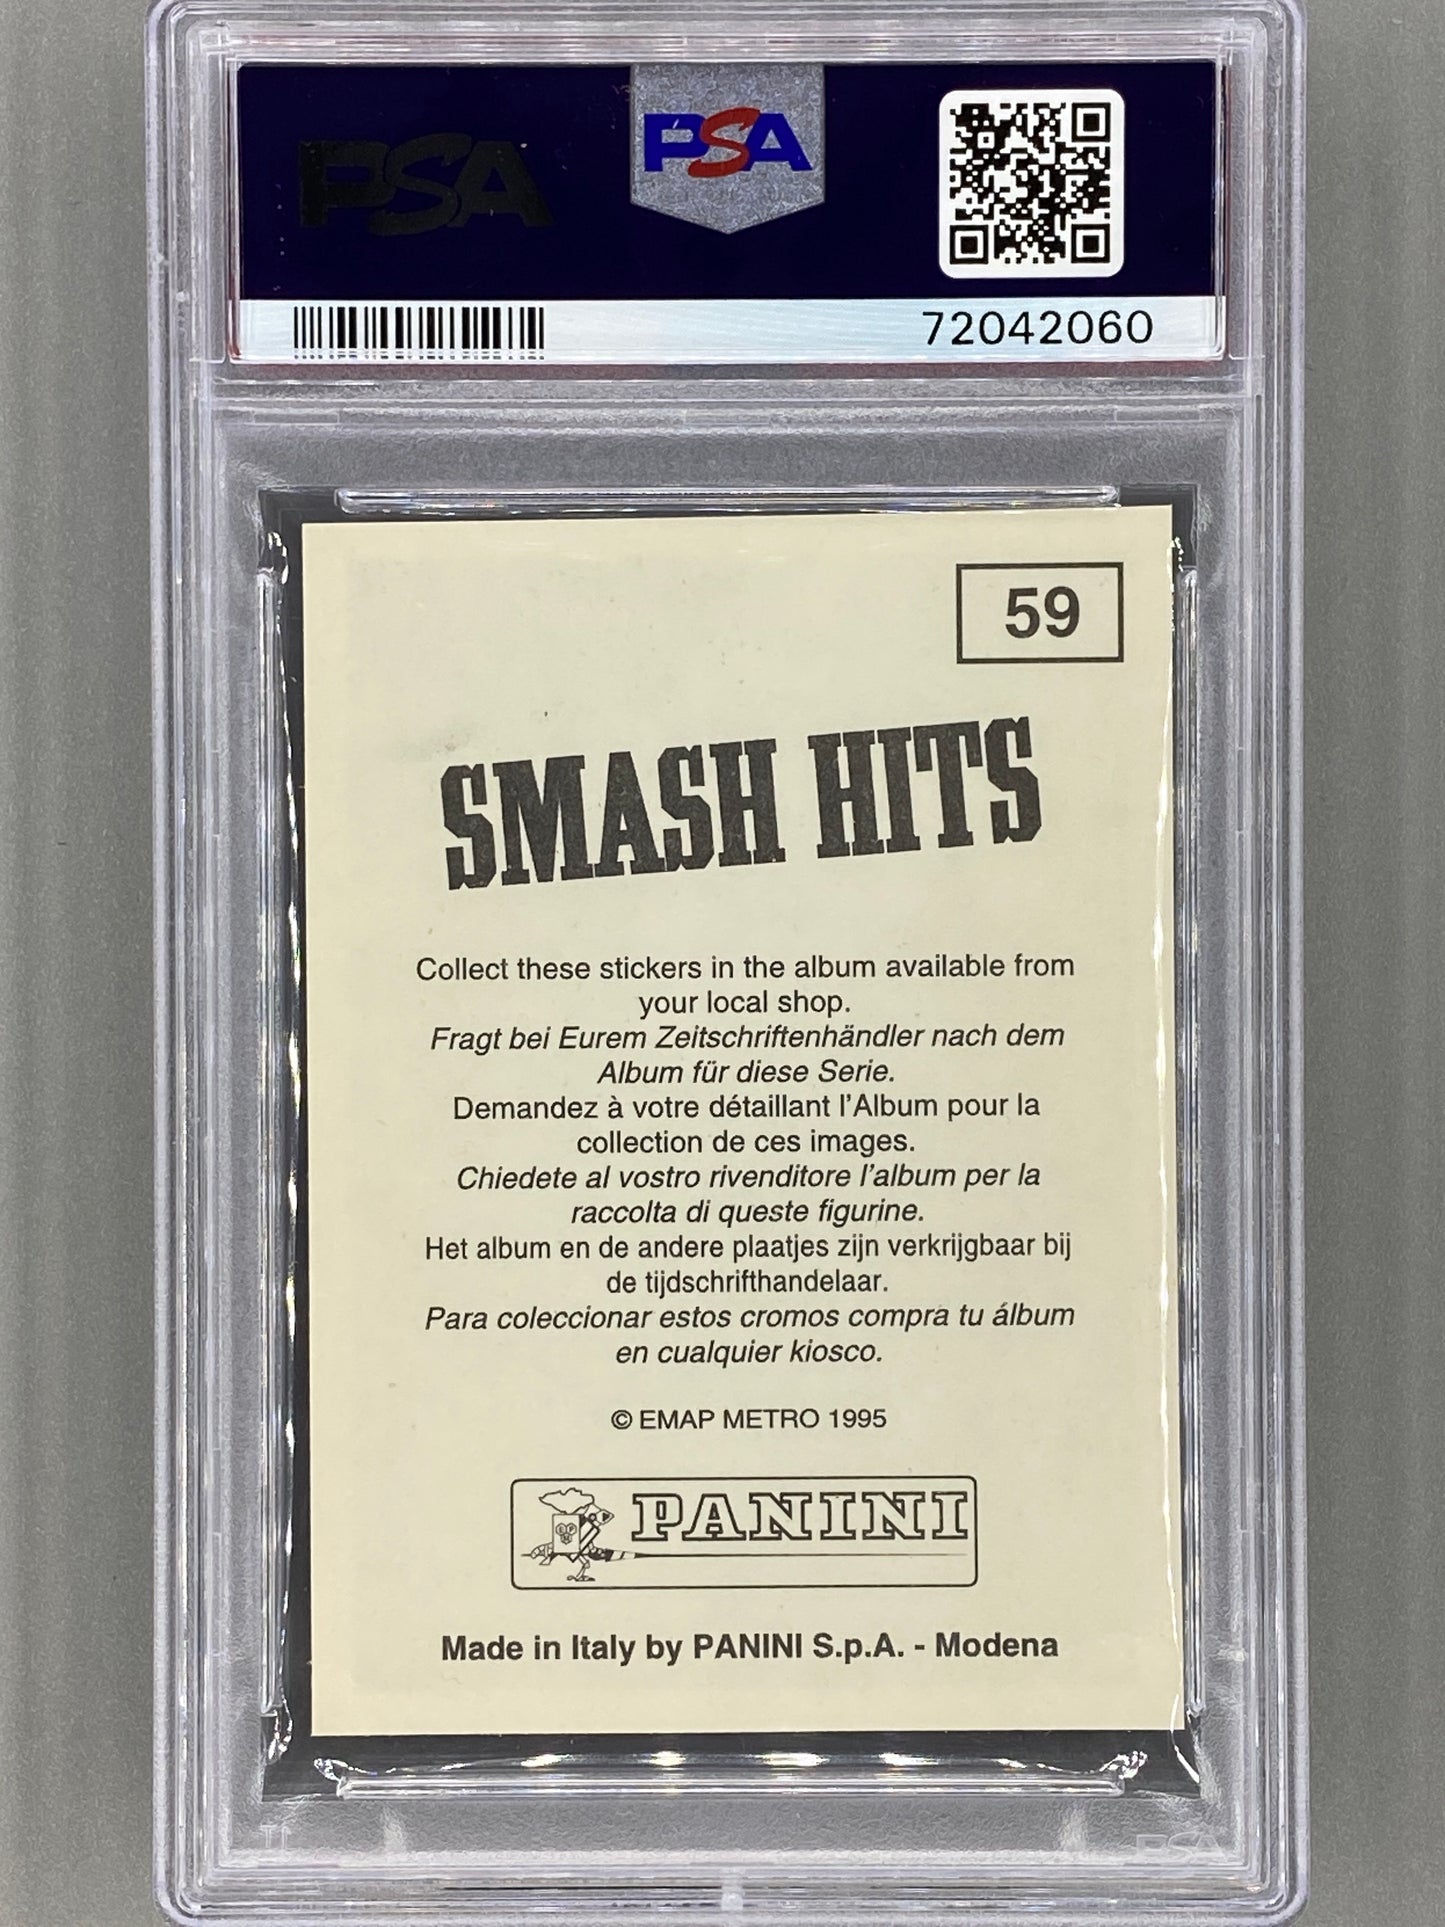 PSA
PSA
72042060
59
SMASH HITS
Collect these stickers in the album available from
your local shop.
Fragt bei Eurem Zeitschriftenhändler nach dem
Album für diese Serie.
Demandez à votre détaillant l'Album pour la
collection de ces images.
Chiedete al vostro rivenditore l'album per la
raccolta di queste figurine.
Het album en de andere plaatjes zijn verkrijgbaar bij
de tijdschrifthandelaar.
Para coleccionar estos cromos compra tu álbum
en cualquier kiosco.
© EMAP METRO 1995
PANINI
Made in Italy by PANINI S.p.A. - Modena
PSA